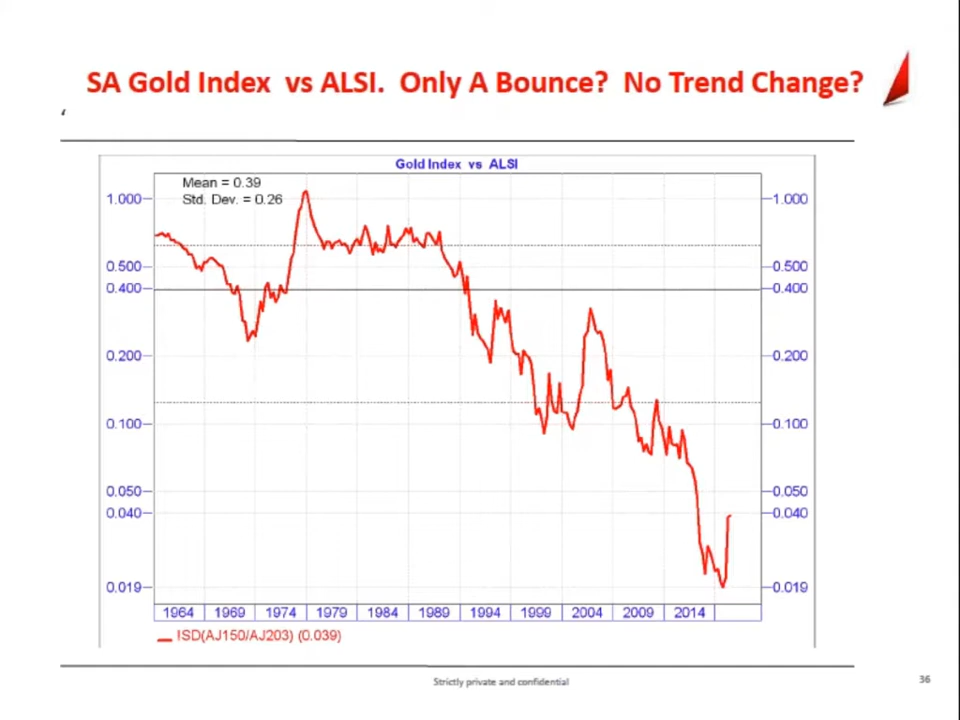 SA Gold Index vs ALSI. Only A Bounce? No Trend Change?
‘
Gold Index vs ALSI
Mean = 0.39
Std. Dev. = 0.26
1.000 1.000
0.500 0.500
0.400 0.400
0.200 0.200
0.100 0.100
0.050 0.050
0.040 0.040
0.019 0.019
1964 1969 1974 1979 1984 1989 1994 1999 2004 2009 2014
ISD(AJ150/AJ203) (0.039)
Strictly private and confidential
36